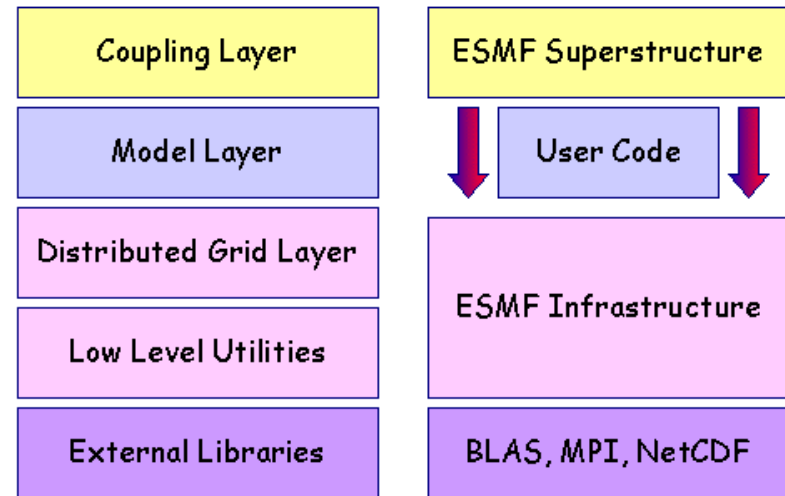 Coupling Layer
Model Layer
Distributed Grid Layer
Low Level Utilities
External Libraries
ESMF Superstructure
User Code
ESMF Infrastructure
BLAS, MPI, NetCDF